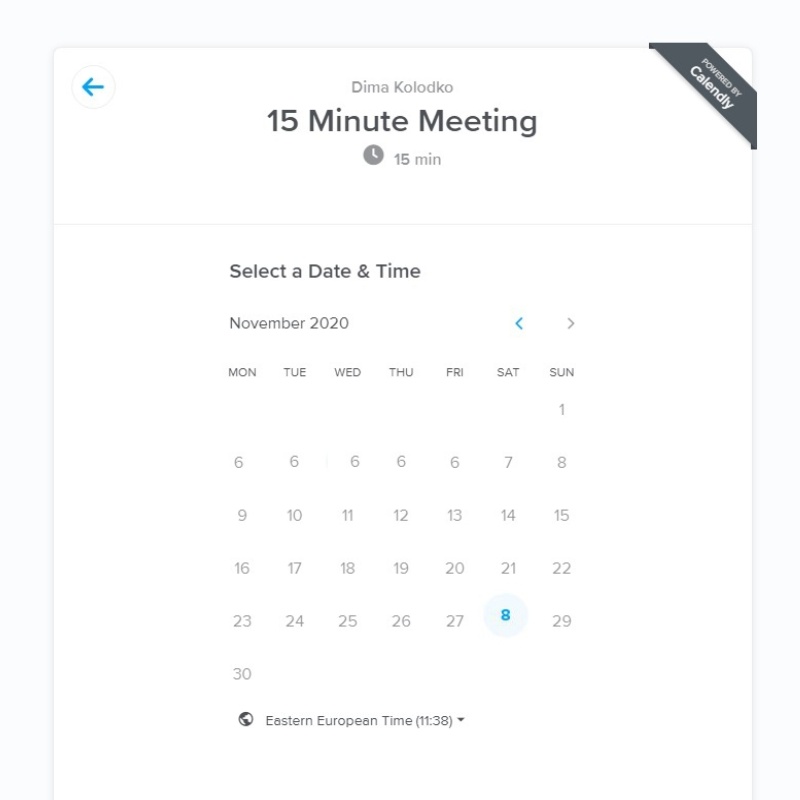 POWERED BY
Calendly
Dima Kolodko
15 Minute Meeting
15 min
Select a Date & Time
November 2020
MON TUE WED THU FRI SAT SUN
1
6 6 6 6 6 7 8
9 10 11 12 13 14 15
16 17 18 19 20 21 22
23 24 25 26 27 8 29
30
Eastern European Time (11:38)